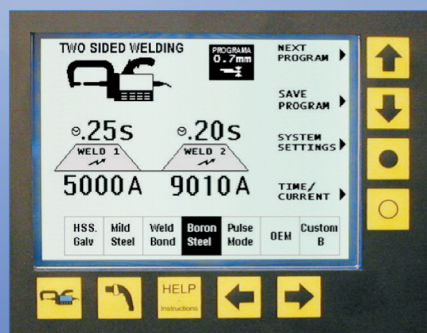 TWO SIDED WELDING
PROGRAMA
0.7mm
NEXT
PROGRAM
SAVE
PROGRAM
SYSTEM
SETTINGS
TIME/
CURRENT
.25s
.20s
WELD 1
WELD 2
5000A
9010A
HSS. Galv
Mild Steel
Weld Bond
Boron Steel
Pulse Mode
OEM
Custom B
HELP
Instructions